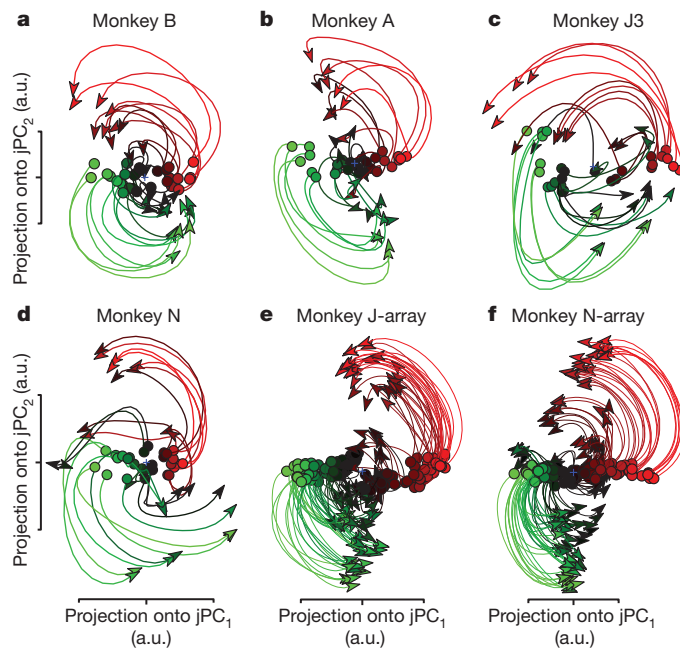 a Monkey B
b Monkey A
c Monkey J3
Projection onto jPC2
(a.u.)
d Monkey N
e Monkey J-array
f Monkey N-array
Projection onto jPC2
(a.u.)
Projection onto jPC1
(a.u.)
Projection onto jPC1
(a.u.)
Projection onto jPC1
(a.u.)